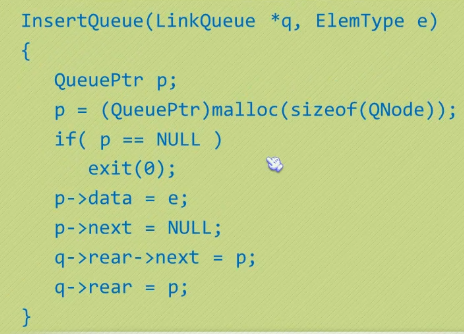 InsertQueue(LinkQueue *q, ElemType e)
{
QueuePtr p;
p = (QueuePtr)malloc(sizeof(QNode));
if( p == NULL )
exit(0);
p->data = e;
p->next = NULL;
q->rear->next = p;
q->rear = p;
}